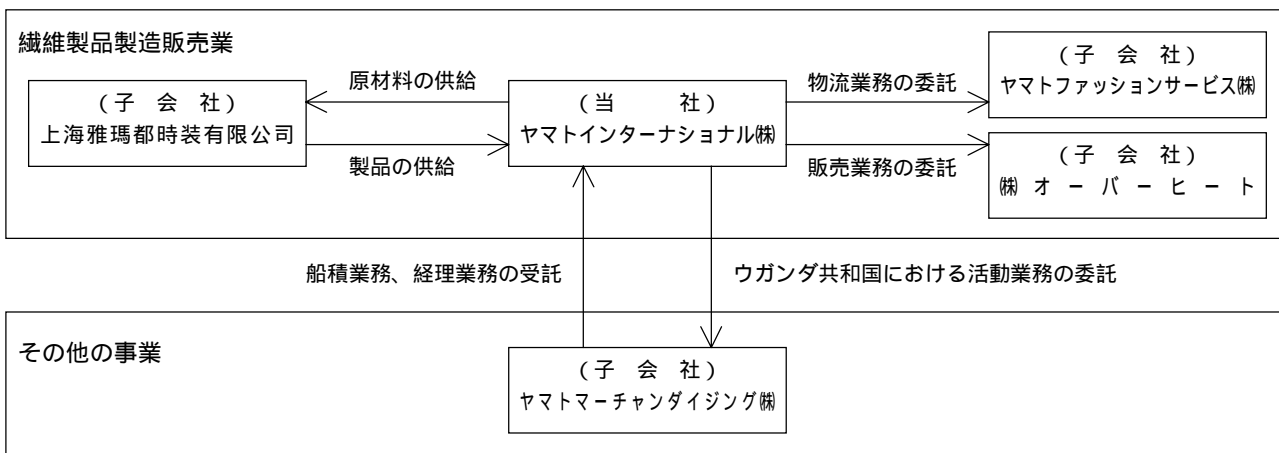 繊維製品製造販売業
(子会社)
上海雅瑪都時装有限公司
原材料の供給
製品の供給
(当社)
ヤマトインターナショナル㈱
物流業務の委託
販売業務の委託
(子会社)
ヤマトファッションサービス㈱
(子会社)
㈱オーバーヒート
船積業務、経理業務の受託
ウガンダ共和国における活動業務の委託
その他の事業
(子会社)
ヤマトマーチャンダイジング㈱